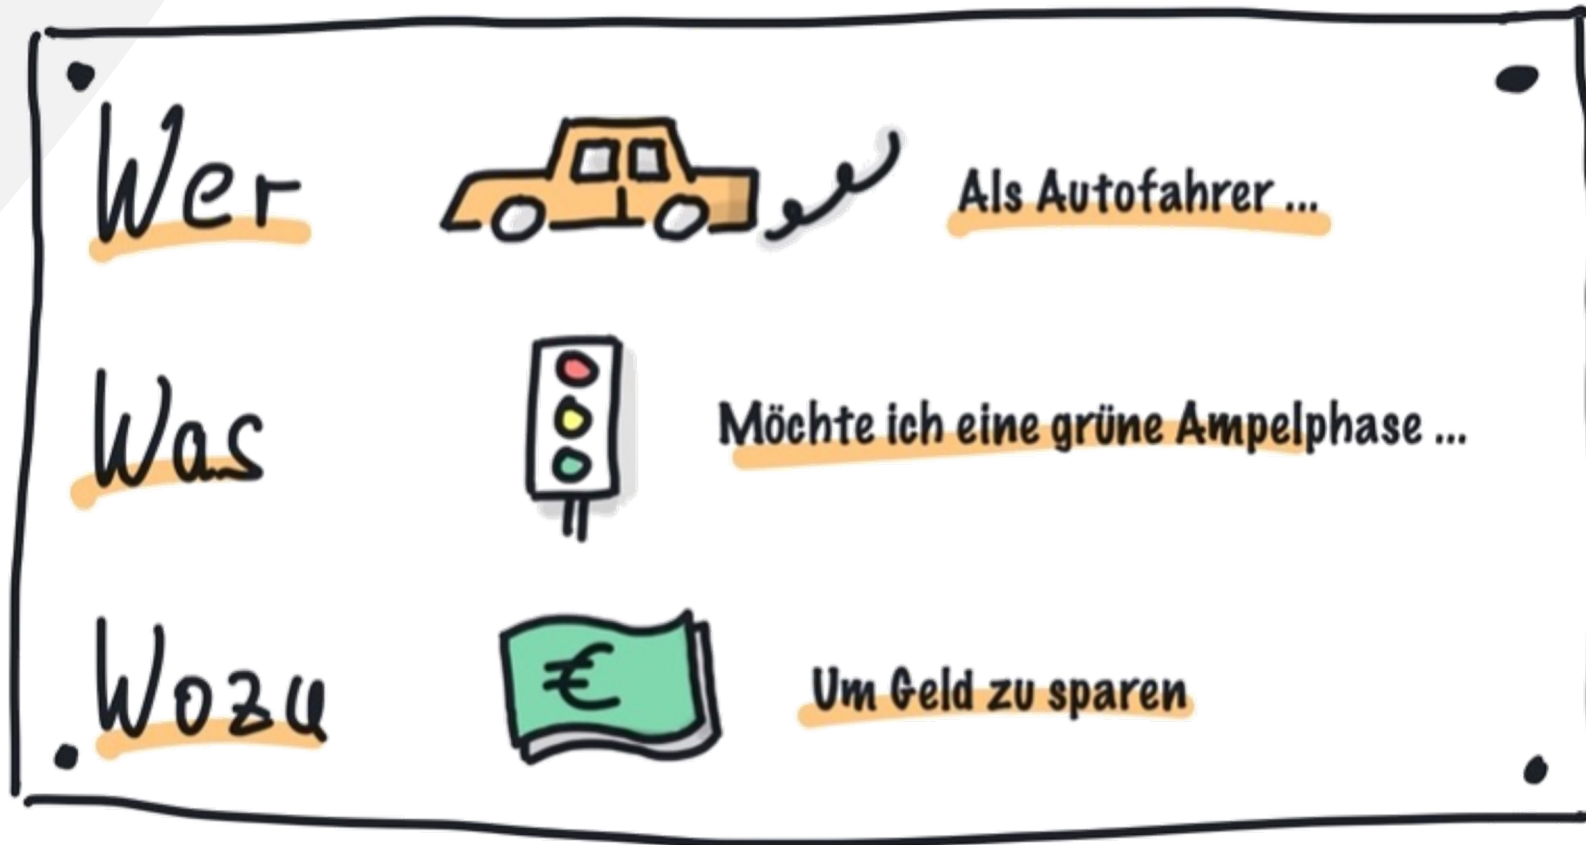 Wer
Als Autofahrer ...
Was
Möchte ich eine grüne Ampelphase ...
Wozu
€
Um Geld zu sparen